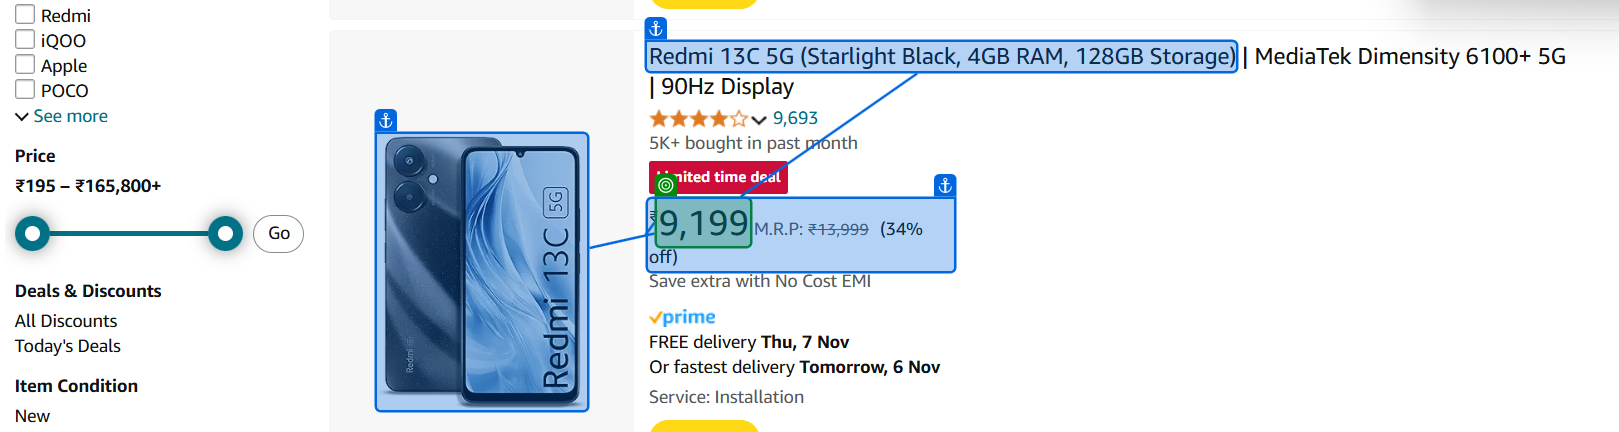 Redmi
iQOO
Apple
POCO
See more
Price
₹195 – ₹165,800+
Go
Deals & Discounts
All Discounts
Today's Deals
Item Condition
New
Redmi 13C 5G
Redmi
Redmi 13C 5G (Starlight Black, 4GB RAM, 128GB Storage) | MediaTek Dimensity 6100+ 5G
| 90Hz Display
9,693
5K+ bought in past month
time deal
₹9,199 M.R.P: ₹13,999 (34%
off)
Save extra with No Cost EMI
prime
FREE delivery Thu, 7 Nov
Or fastest delivery Tomorrow, 6 Nov
Service: Installation